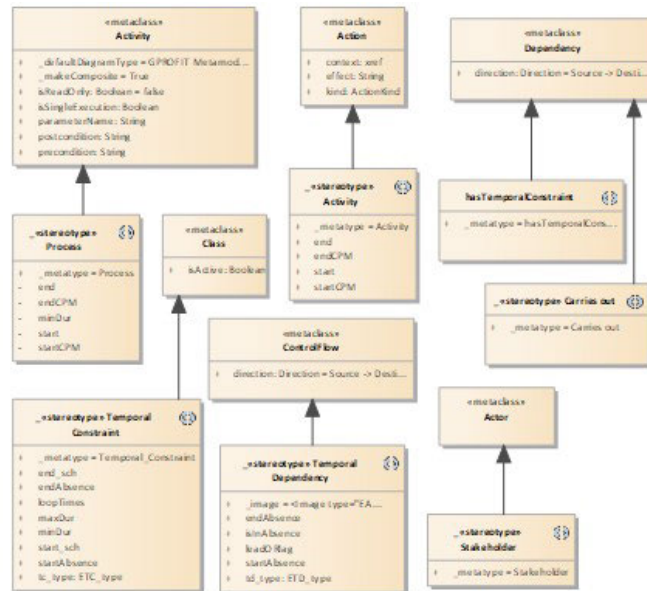 «metaclass»
Activity
+ _defaultDiagramType = GPROFIT Metamod...
+ _makeComposite = True
+ isReadOnly: Boolean = false
+ isSingleExecution: Boolean
+ parameterName: String
+ postcondition: String
+ precondition: String
«metaclass»
Action
+ context: xref
+ effect: String
+ kind: ActionKind
«metaclass»
Dependency
+ direction: Direction = Source -> Desti...
_«stereotype»
Process
+ _metatype = Process
- end
- endCPM
- minDur
- start
- startCPM
«metaclass»
Class
+ isActive: Boolean
_«stereotype»
Activity
+ _metatype = Activity
+ end
+ endCPM
+ start
+ startCPM
hasTemporalConstraint
+ _metatype = hasTemporalCons...
_«stereotype» Carries out
+ _metatype = Carries out
«metaclass»
ControlFlow
+ direction: Direction = Source -> Desti...
_«stereotype» Temporal
Constraint
+ _metatype = Temporal_Constraint
+ end_sch
+ endAbsence
+ loopTimes
+ maxDur
+ minDur
+ start_sch
+ startAbsence
+ tc_type: ETC_type
_«stereotype» Temporal
Dependency
+ _image = <Image type="EA...
+ endAbsence
+ isInAbsence
+ leadORlag
+ startAbsence
+ td_type: ETD_type
«metaclass»
Actor
_«stereotype»
Stakeholder
+ _metatype = Stakeholder